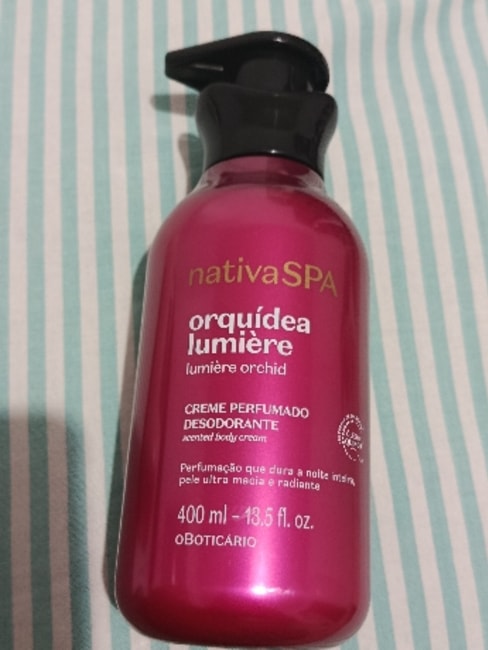 nativaSPA
orquídea
lumière
lumière orchid
CREME PERFUMADO
DESODORANTE
scented body cream
Perfumação que dura a noite inteira,
pele ultra macia e radiante
400 ml - 13.5 fl. oz.
oBOTICÁRIO